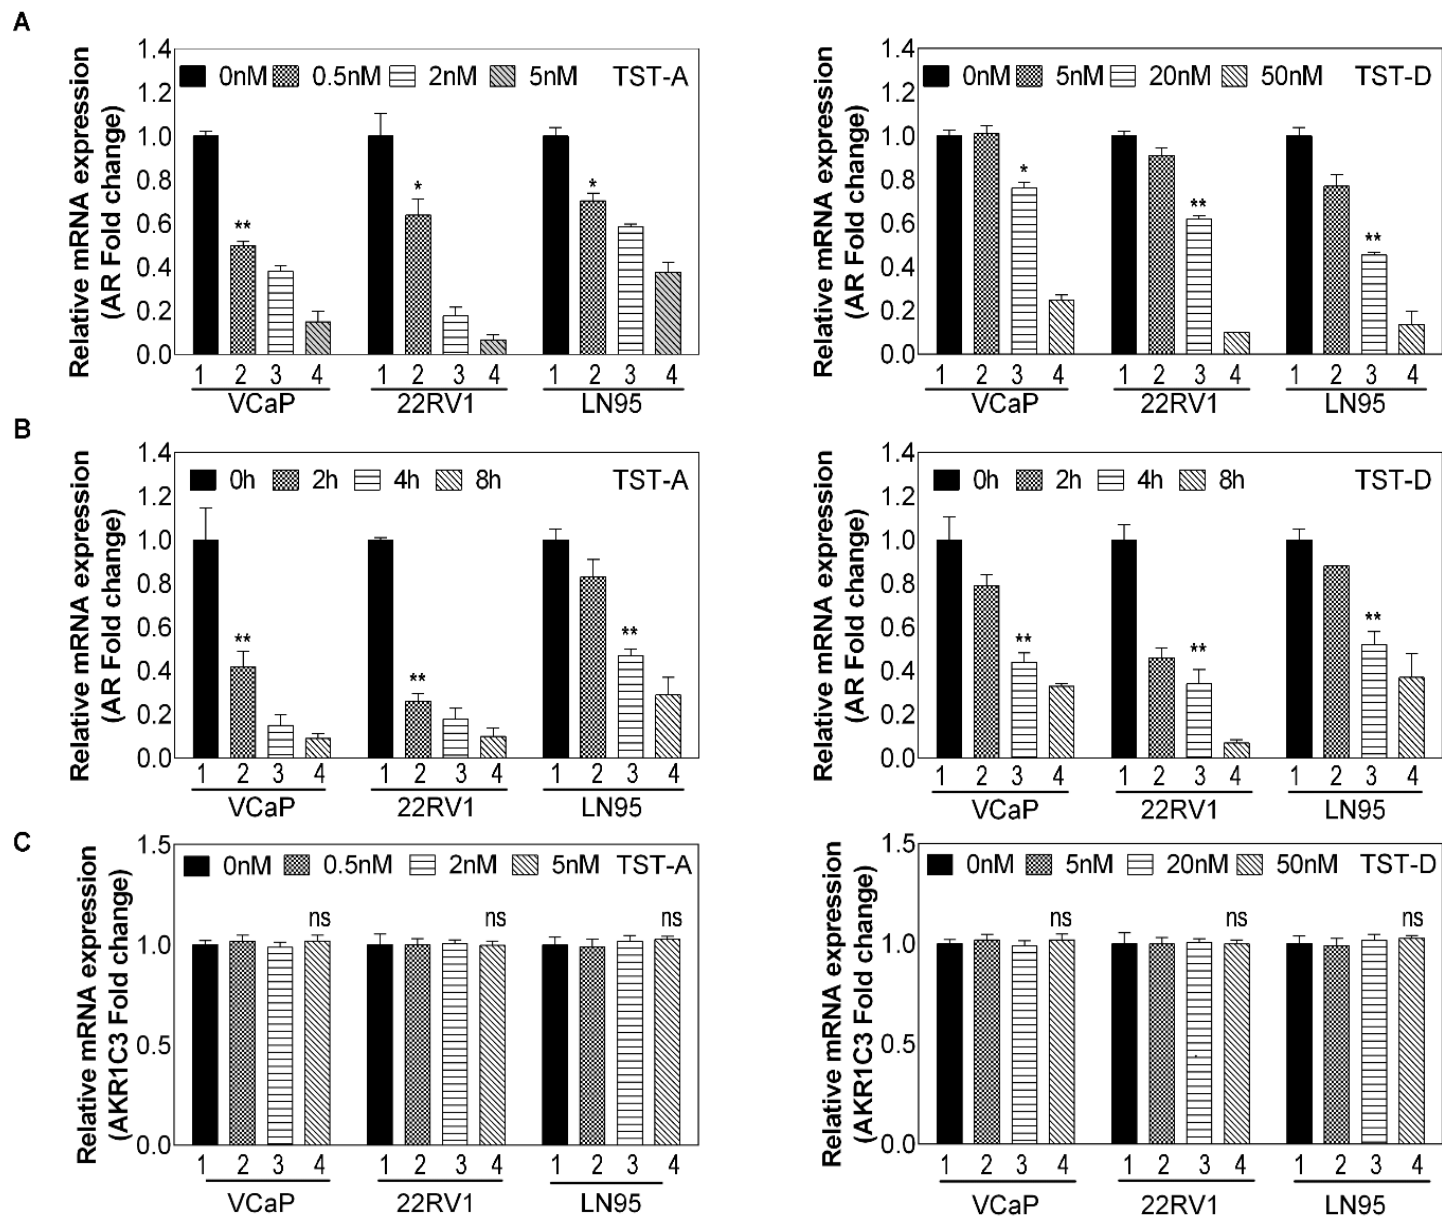 A
Relative mRNA expression
(AR Fold change)
1.4
1.2
1.0
0.8
0.6
0.4
0.2
0.0
0nM 0.5nM 2nM 5nM TST-A
** * *
1 2 3 4 1 2 3 4 1 2 3 4
VCaP 22RV1 LN95
Relative mRNA expression
(AR Fold change)
1.4
1.2
1.0
0.8
0.6
0.4
0.2
0.0
0nM 5nM 20nM 50nM TST-D
* ** **
1 2 3 4 1 2 3 4 1 2 3 4
VCaP 22RV1 LN95
B
Relative mRNA expression
(AR Fold change)
1.4
1.2
1.0
0.8
0.6
0.4
0.2
0.0
0h 2h 4h 8h TST-A
** ** **
1 2 3 4 1 2 3 4 1 2 3 4
VCaP 22RV1 LN95
Relative mRNA expression
(AR Fold change)
1.4
1.2
1.0
0.8
0.6
0.4
0.2
0.0
0h 2h 4h 8h TST-D
** ** **
1 2 3 4 1 2 3 4 1 2 3 4
VCaP 22RV1 LN95
C
Relative mRNA expression
(AKR1C3 Fold change)
1.5
1.0
0.5
0.0
0nM 0.5nM 2nM 5nM TST-A
ns ns ns
1 2 3 4 1 2 3 4 1 2 3 4
VCaP 22RV1 LN95
Relative mRNA expression
(AKR1C3 Fold change)
1.5
1.0
0.5
0.0
0nM 5nM 20nM 50nM TST-D
ns ns ns
1 2 3 4 1 2 3 4 1 2 3 4
VCaP 22RV1 LN95